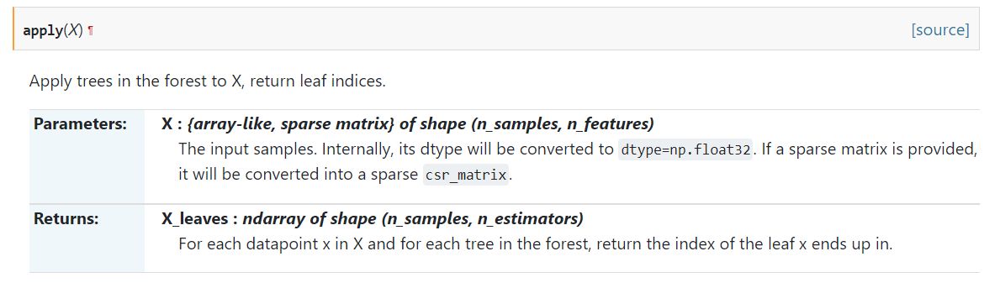 apply(X) ¶ [source]
Apply trees in the forest to X, return leaf indices.
Parameters: X : {array-like, sparse matrix} of shape (n_samples, n_features)
The input samples. Internally, its dtype will be converted to dtype=np.float32. If a sparse matrix is provided,
it will be converted into a sparse csr_matrix.
Returns: X_leaves : ndarray of shape (n_samples, n_estimators)
For each datapoint x in X and for each tree in the forest, return the index of the leaf x ends up in.